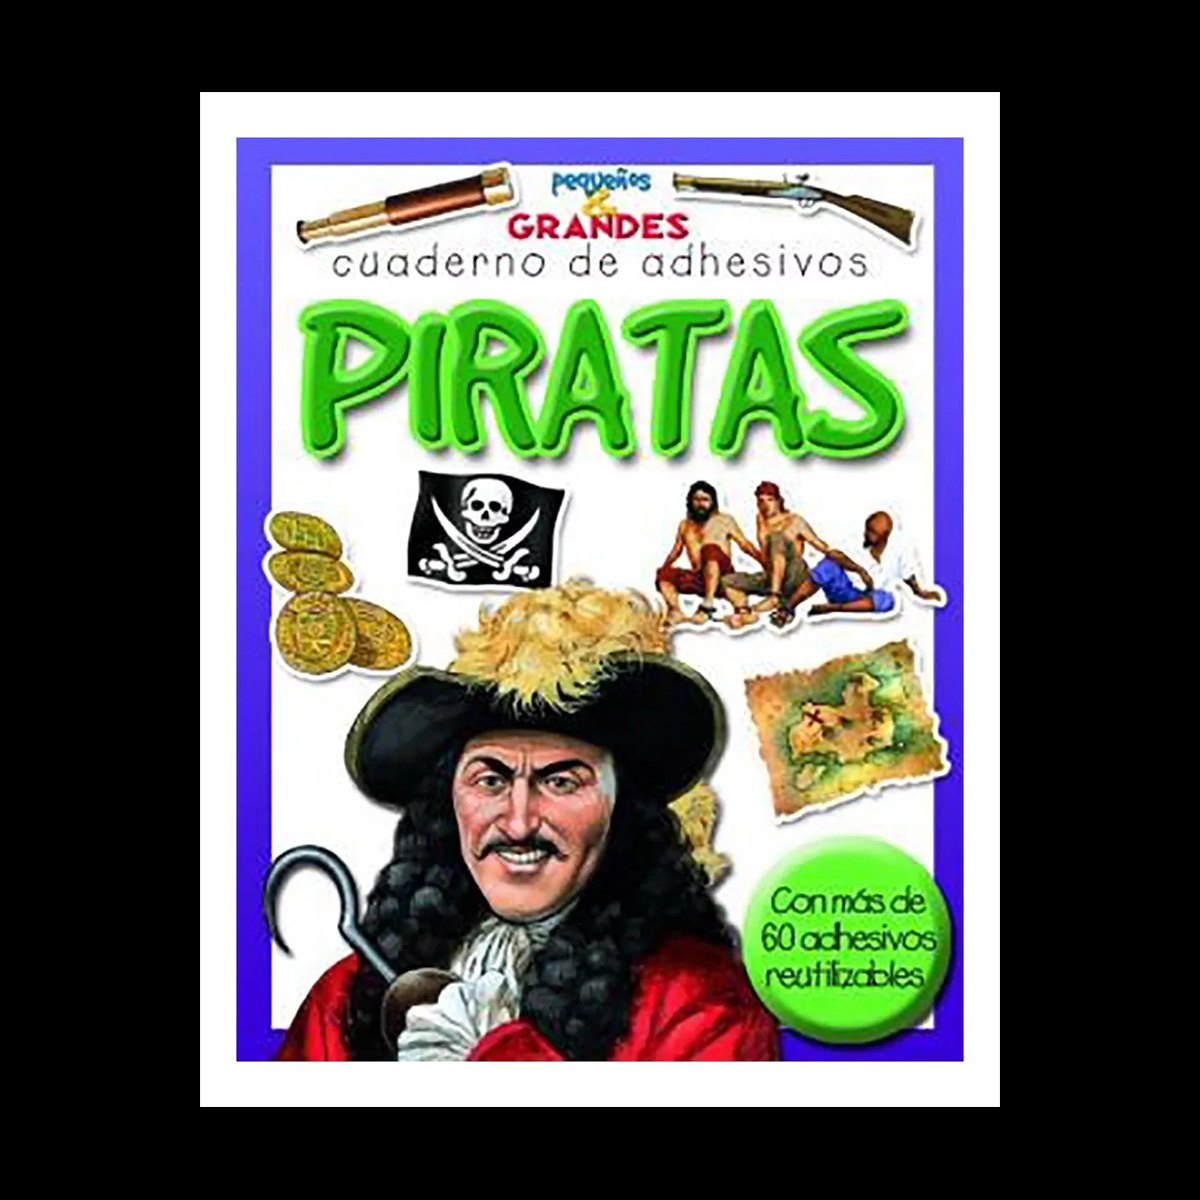 pequeños
&
GRANDES
cuaderno de adhesivos
PIRATAS
Con más de
60 adhesivos
reutilizables